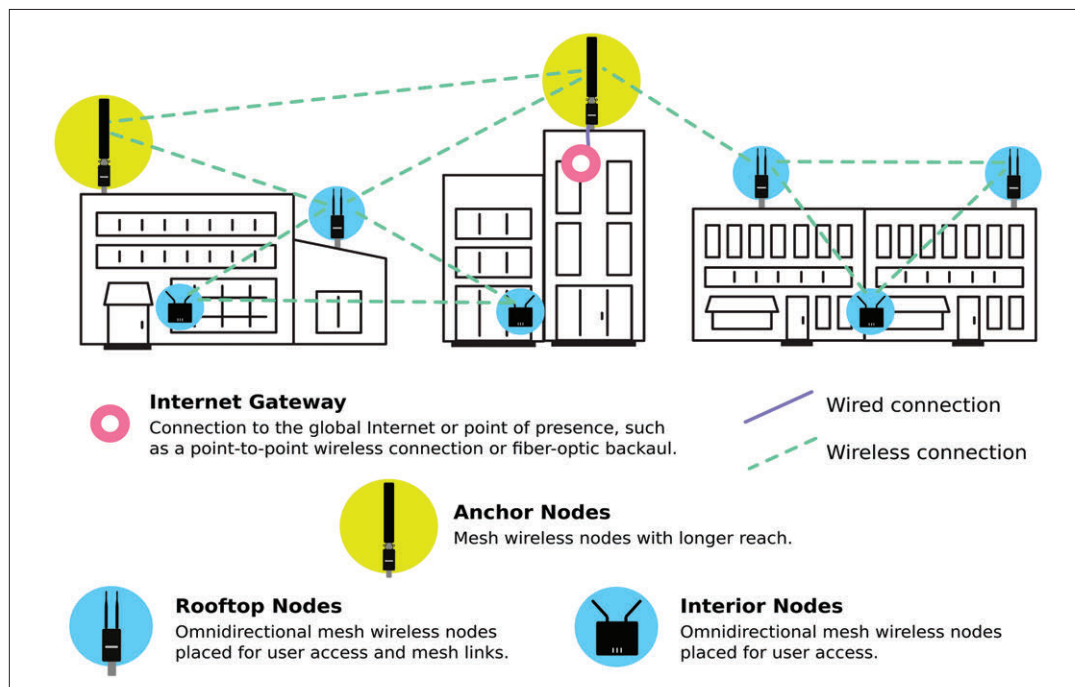 Internet Gateway
Connection to the global Internet or point of presence, such
as a point-to-point wireless connection or fiber-optic backaul.
Wired connection
Wireless connection
Anchor Nodes
Mesh wireless nodes with longer reach.
Rooftop Nodes
Omnidirectional mesh wireless nodes
placed for user access and mesh links.
Interior Nodes
Omnidirectional mesh wireless nodes
placed for user access.